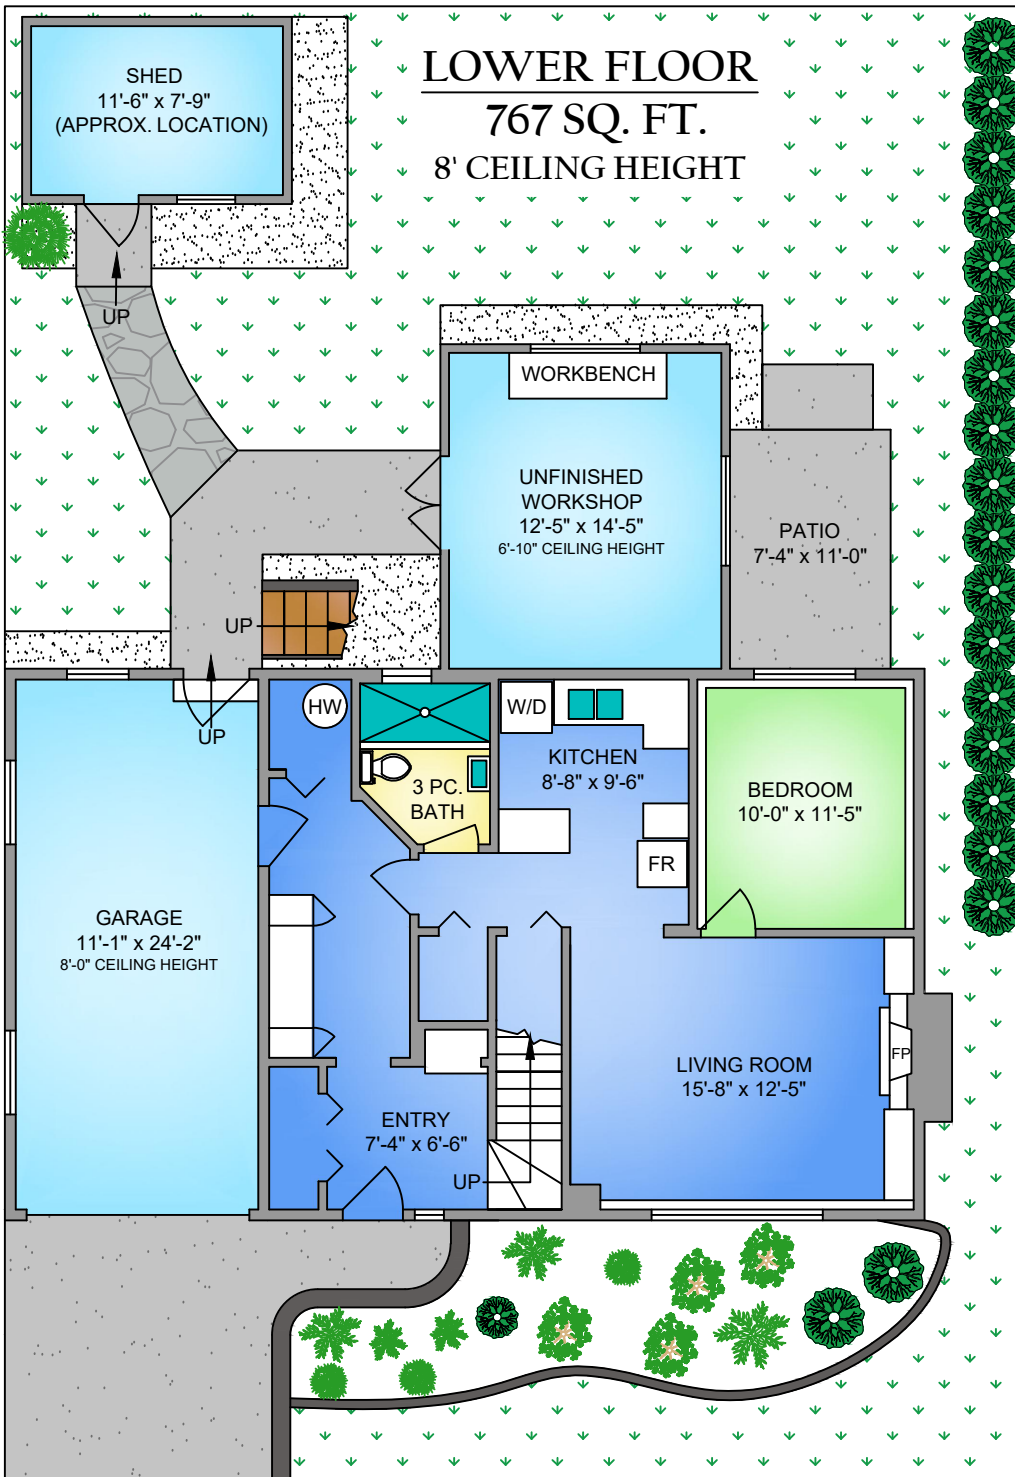 LOWER FLOOR
767 SQ. FT.
8' CEILING HEIGHT
SHED
11'-6" x 7'-9"
(APPROX. LOCATION)
UP
WORKBENCH
UNFINISHED
WORKSHOP
12'-5" x 14'-5"
6'-10" CEILING HEIGHT
PATIO
7'-4" x 11'-0"
UP
UP
HW
W/D
KITCHEN
8'-8" x 9'-6"
3 PC.
BATH
BEDROOM
10'-0" x 11'-5"
FR
GARAGE
11'-1" x 24'-2"
8'-0" CEILING HEIGHT
LIVING ROOM
15'-8" x 12'-5"
FP
ENTRY
7'-4" x 6'-6"
UP